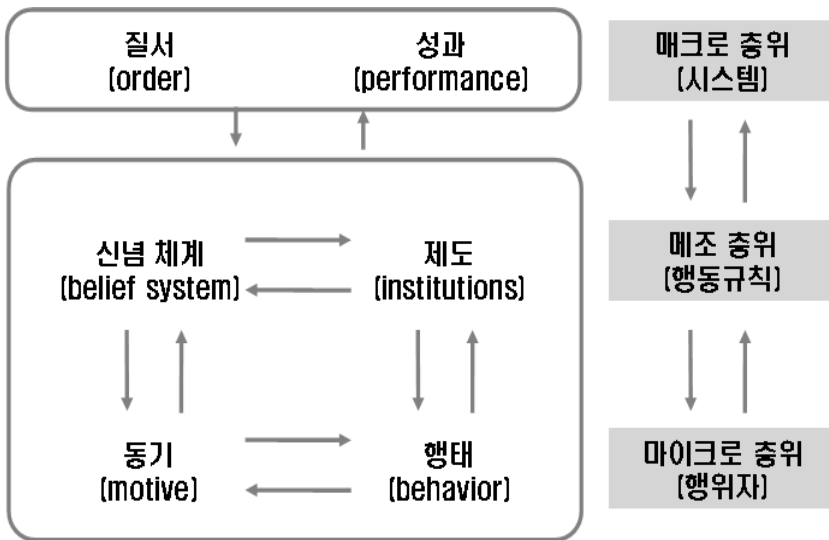 질서
(order)
성과
(performance)
매크로 층위
(시스템)
신념 체계
(belief system)
제도
(institutions)
메조 층위
(행동규칙)
동기
(motive)
행태
(behavior)
마이크로 층위
(행위자)